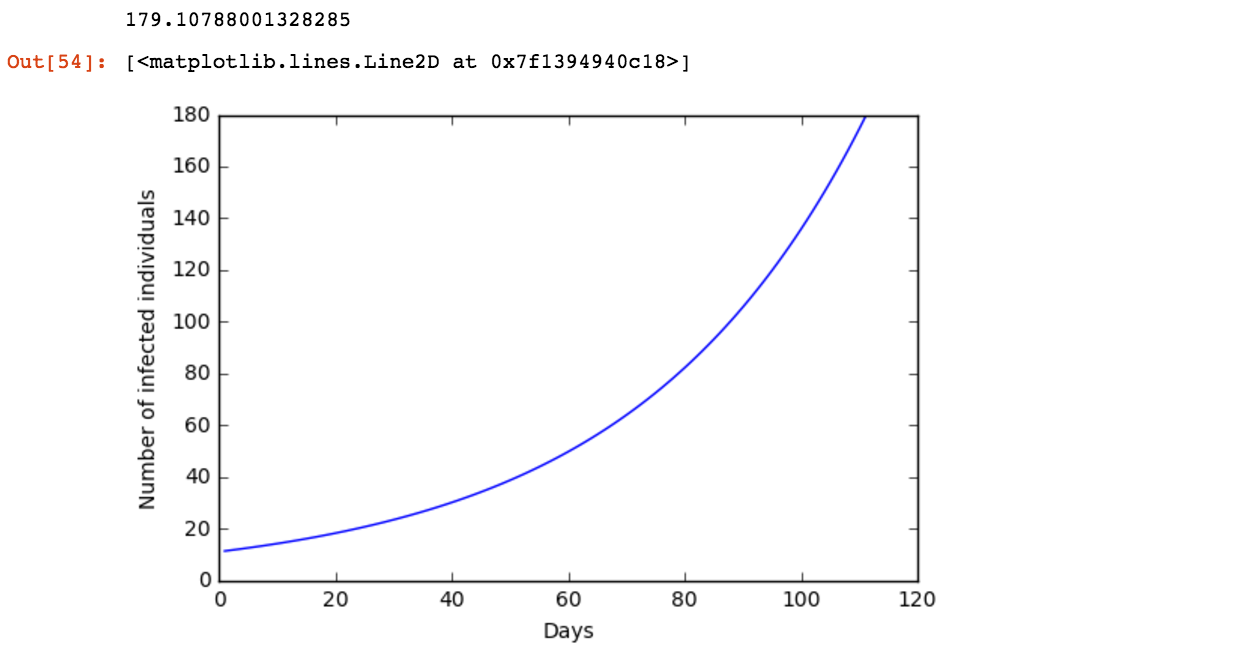 179.10788001328285
Out[54]: [<matplotlib.lines.Line2D at 0x7f1394940c18>]
180
160
140
120
100
80
60
40
20
0
Number of infected individuals
0 20 40 60 80 100 120
Days